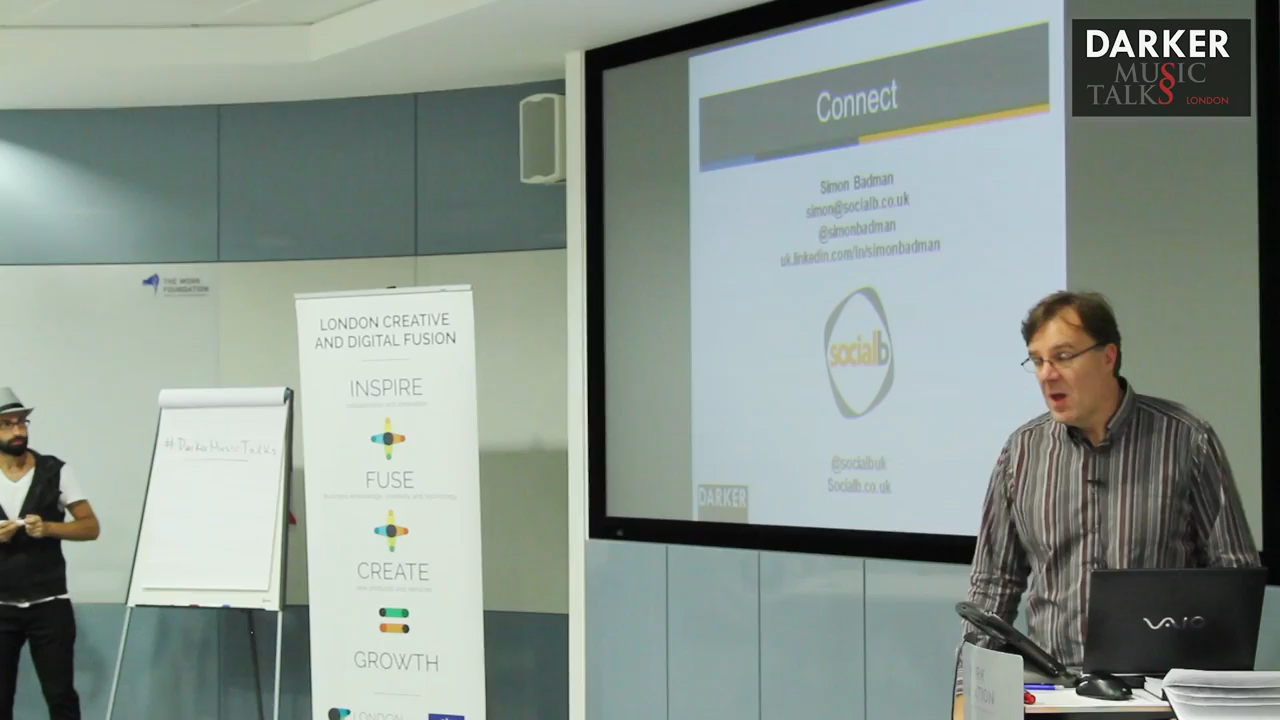 DARKER
MUSIC
TALKS LONDON
Connect
Simon Badman
simon@socialb.co.uk
@simonbadman
uk.linkedin.com/in/simonbadman
socialb
@socialbuk
Socialb.co.uk
DARKER
THE WORK
FOUNDATION
#DarkerMusicTalks
LONDON CREATIVE
AND DIGITAL FUSION
INSPIRE
FUSE
CREATE
GROWTH
LONDON
VAIO